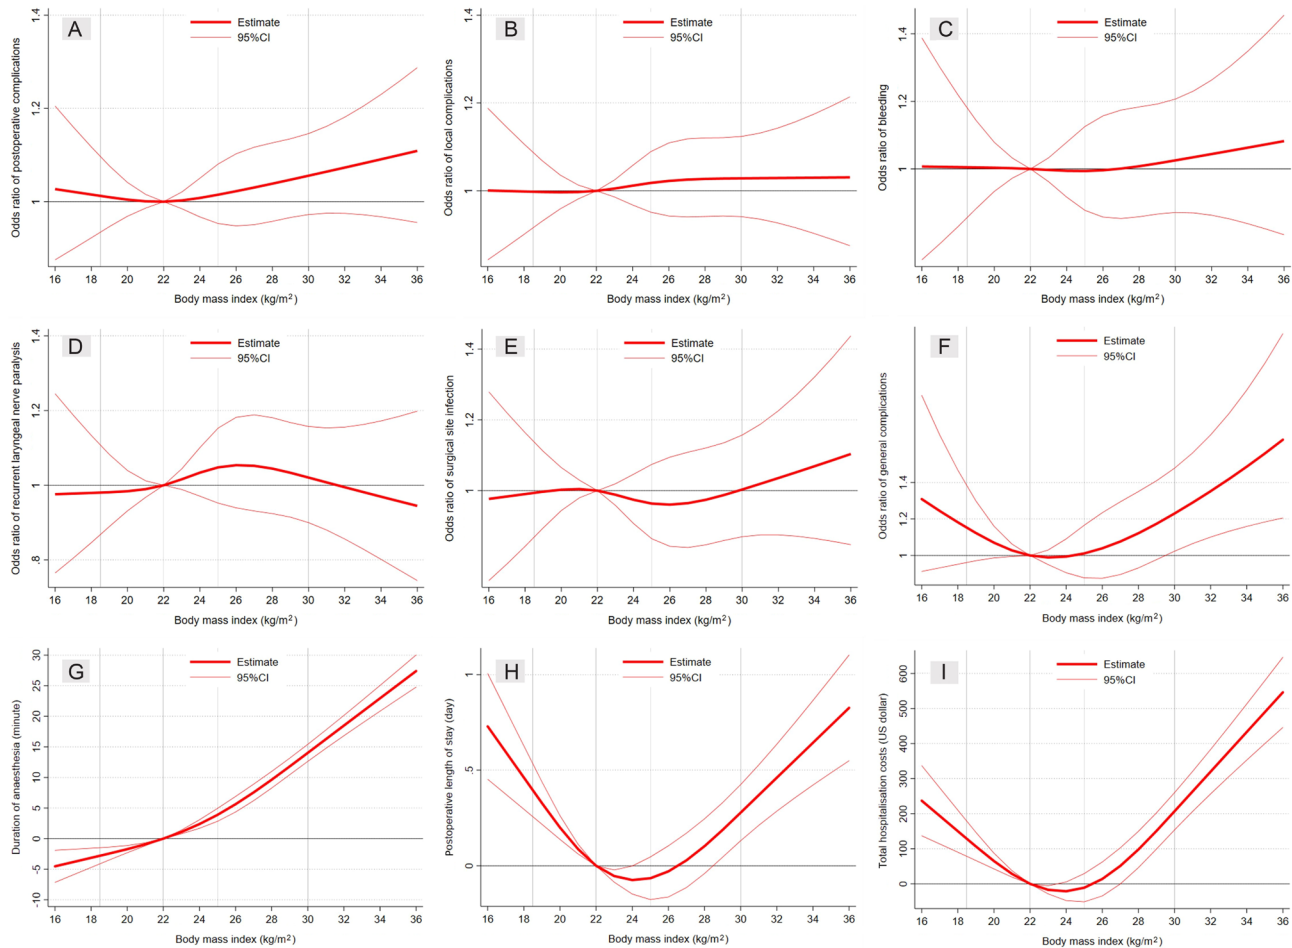 A
Estimate
95%CI
Odds ratio of postoperative complications
1.4
1.2
1
16 18 20 22 24 26 28 30 32 34 36
Body mass index (kg/m²)
B
Estimate
95%CI
Odds ratio of local complications
1.4
1.2
1
16 18 20 22 24 26 28 30 32 34 36
Body mass index (kg/m²)
C
Estimate
95%CI
Odds ratio of bleeding
1.4
1.2
1
16 18 20 22 24 26 28 30 32 34 36
Body mass index (kg/m²)
D
Estimate
95%CI
Odds ratio of recurrent laryngeal nerve paralysis
1.4
1.2
1
.8
16 18 20 22 24 26 28 30 32 34 36
Body mass index (kg/m²)
E
Estimate
95%CI
Odds ratio of surgical site infection
1.4
1.2
1
16 18 20 22 24 26 28 30 32 34 36
Body mass index (kg/m²)
F
Estimate
95%CI
Odds ratio of general complications
1.4
1.2
1
16 18 20 22 24 26 28 30 32 34 36
Body mass index (kg/m²)
G
Estimate
95%CI
Duration of anaesthesia (minute)
30
25
20
15
10
5
0
-5
-10
16 18 20 22 24 26 28 30 32 34 36
Body mass index (kg/m²)
H
Estimate
95%CI
Postoperative length of stay (day)
1
.5
0
16 18 20 22 24 26 28 30 32 34 36
Body mass index (kg/m²)
I
Estimate
95%CI
Total hospitilisation costs (US dollar)
600
500
400
300
200
100
0
16 18 20 22 24 26 28 30 32 34 36
Body mass index (kg/m²)